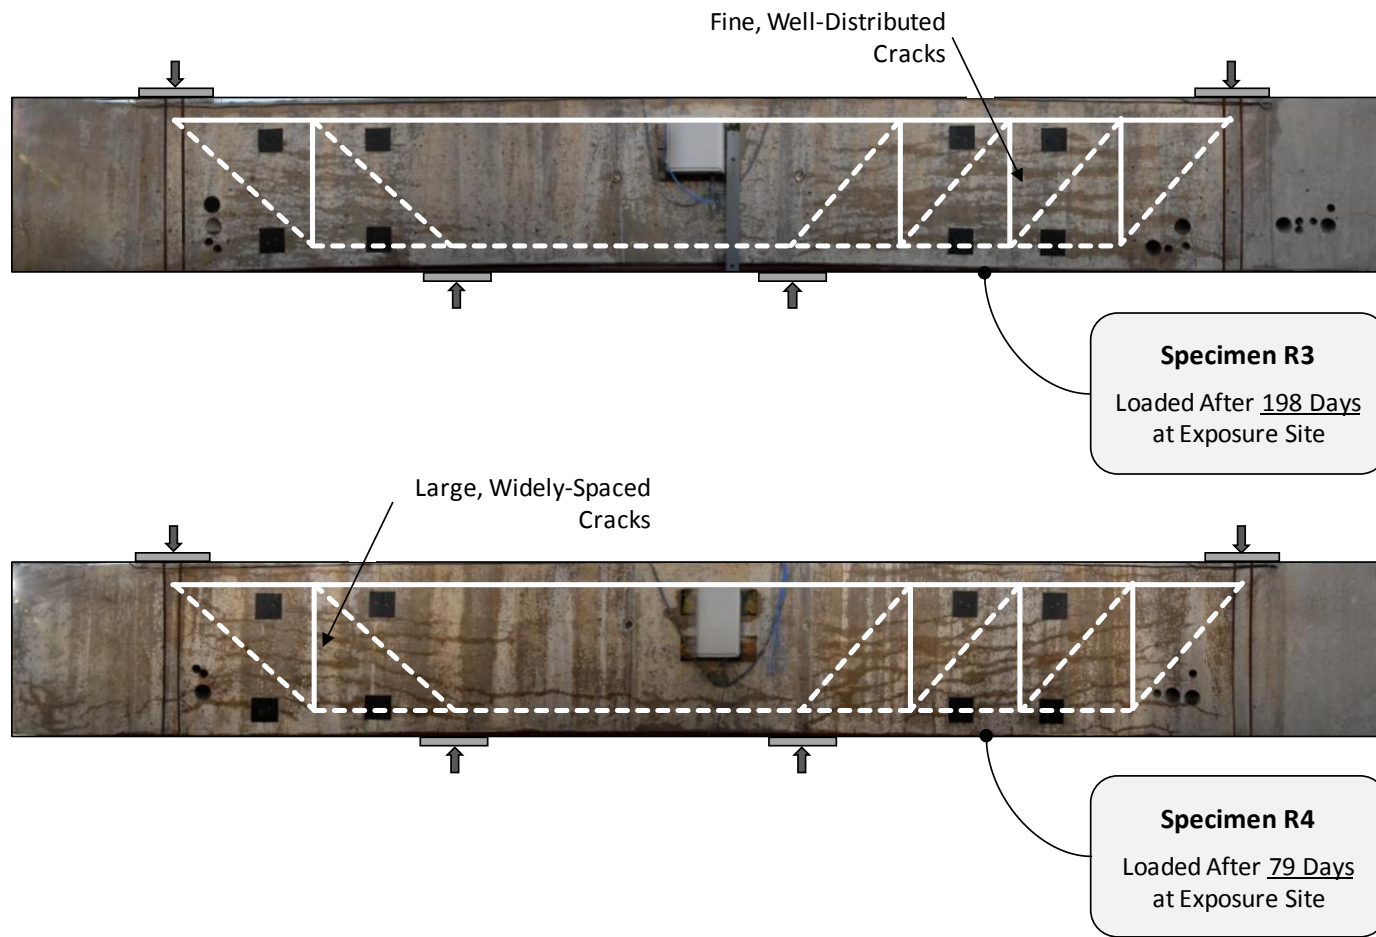 Fine, Well-Distributed
Cracks
Specimen R3
Loaded After 198 Days
at Exposure Site
Large, Widely-Spaced
Cracks
Specimen R4
Loaded After 79 Days
at Exposure Site